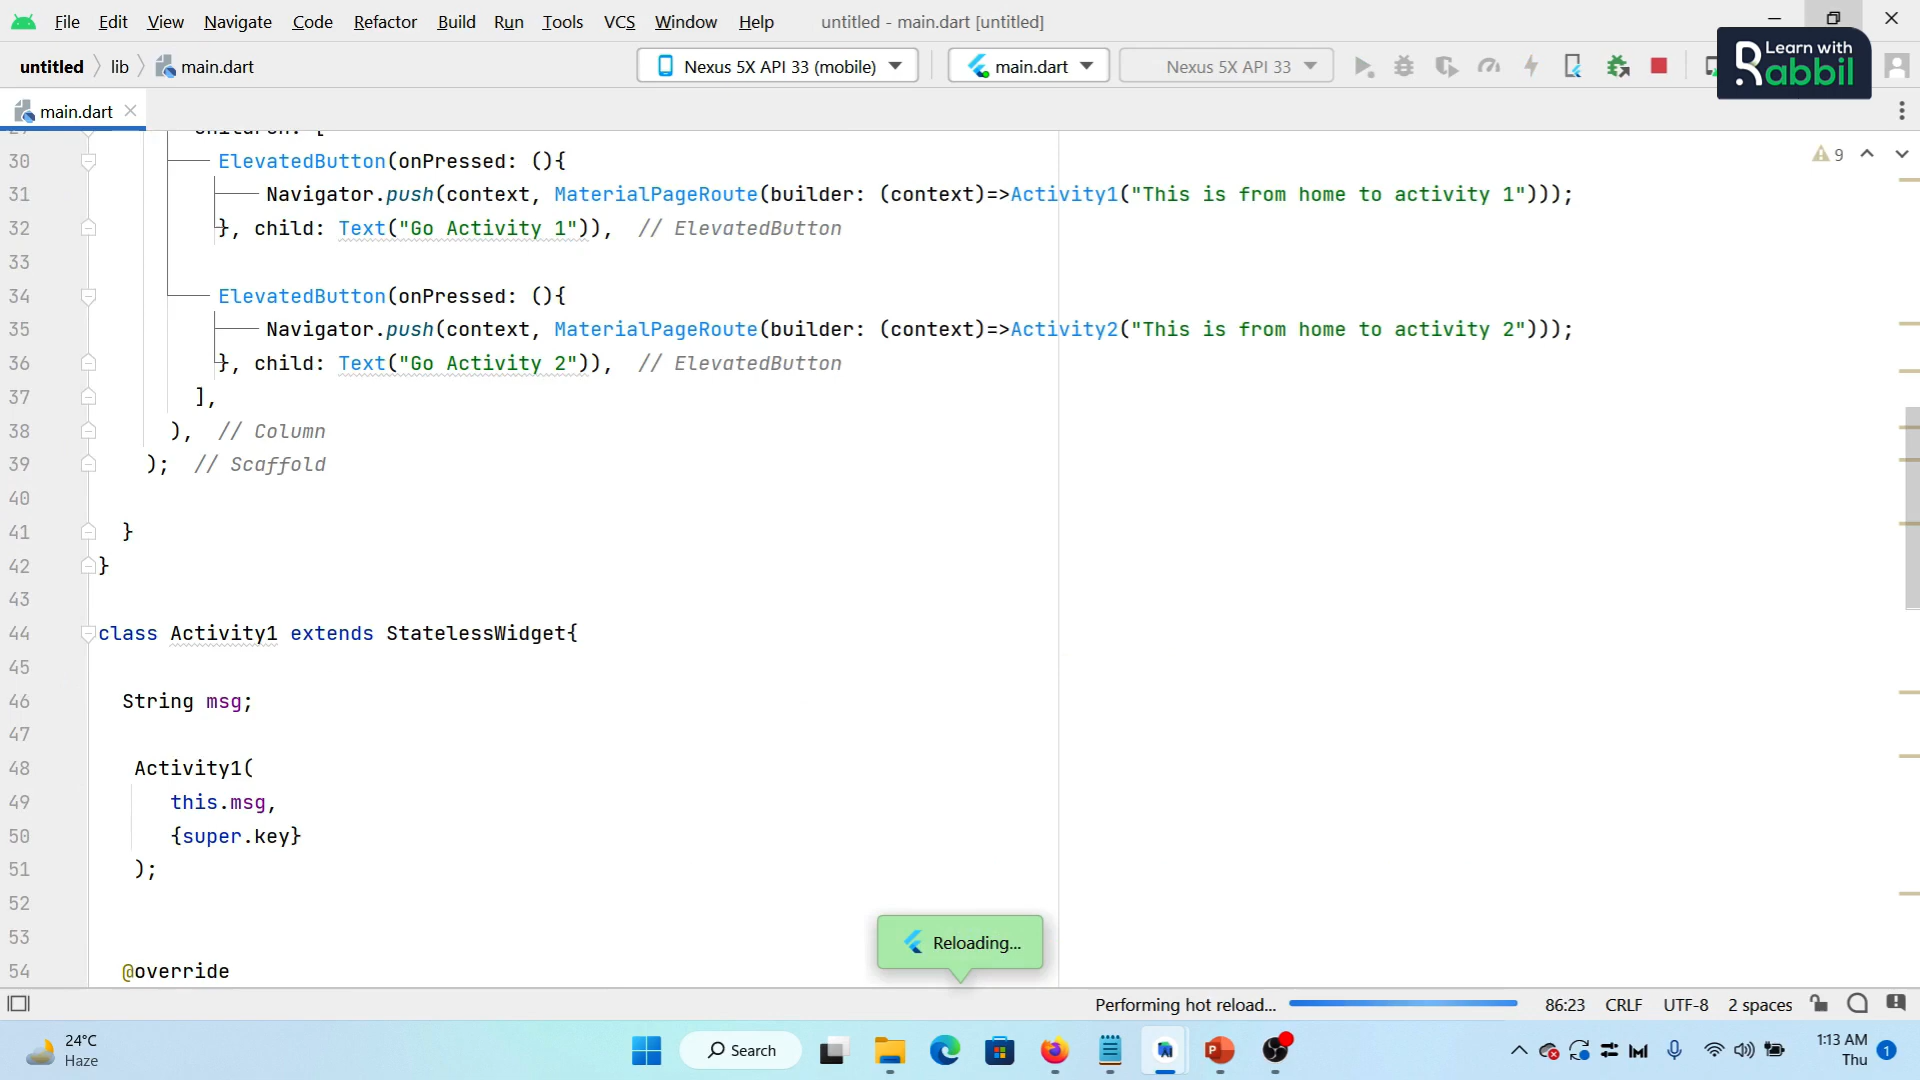 File Edit View Navigate Code Refactor Build Run Tools VCS Window Help untitled - main.dart [untitled]
untitled lib main.dart Nexus 5X API 33 (mobile) main.dart Nexus 5X API 33
Learn with
Rabbil
main.dart
30 ElevatedButton(onPressed: (){
9
31 Navigator.push(context, MaterialPageRoute(builder: (context)=>Activity1("This is from home to activity 1")));
32 }, child: Text("Go Activity 1")), // ElevatedButton
33
34 ElevatedButton(onPressed: (){
35 Navigator.push(context, MaterialPageRoute(builder: (context)=>Activity2("This is from home to activity 2")));
36 }, child: Text("Go Activity 2")), // ElevatedButton
37 ],
38 ), // Column
39 ); // Scaffold
40
41 }
42 }
43
44 class Activity1 extends StatelessWidget{
45
46 String msg;
47
48 Activity1(
49 this.msg,
50 {super.key}
51 );
52
53
54 @override
Reloading...
Performing hot reload... 86:23 CRLF UTF-8 2 spaces
24°C
Haze
Search
1:13 AM
Thu
1